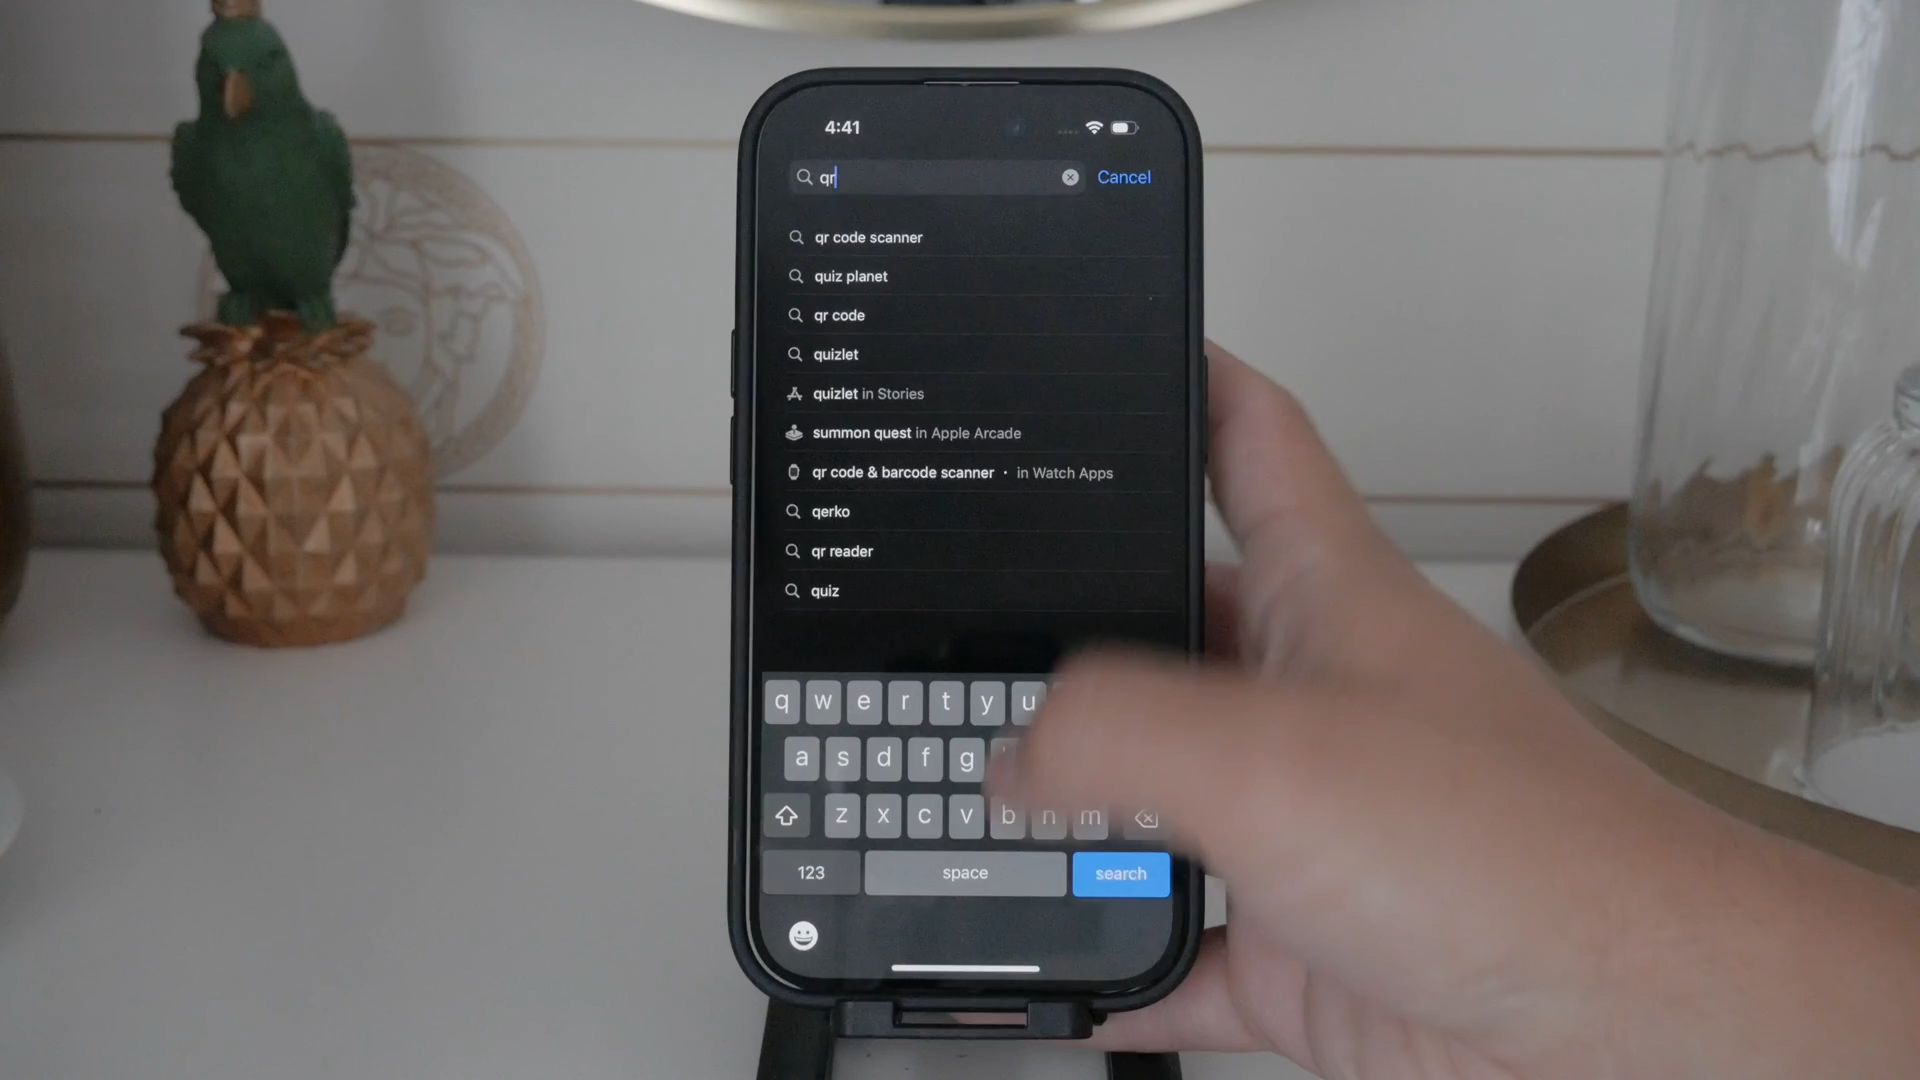 4:41
qr
Cancel
qr code scanner
quiz planet
qr code
quizlet
quizlet in Stories
summon quest in Apple Arcade
qr code & barcode scanner · in Watch Apps
qerko
qr reader
quiz
q w e r t y u
a s d f g
z x c v b n m
123 space search